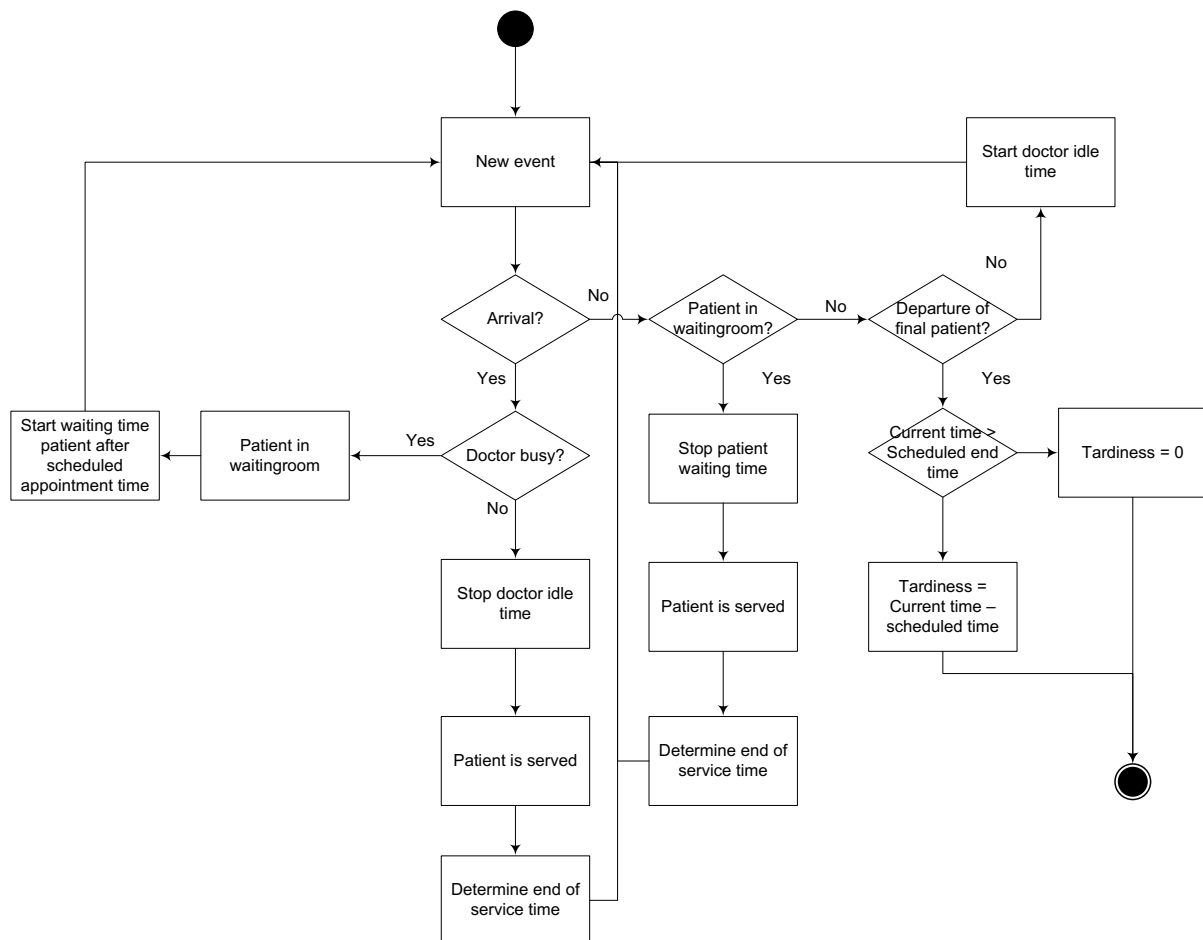 New event
Start doctor idle
time
No
Arrival?
No
Patient in
waitingroom?
No
Departure of
final patient?
Yes
Yes
Yes
Start waiting time
patient after
scheduled
appointment time
Patient in
waitingroom
Yes
Doctor busy?
Stop patient
waiting time
Current time >
Scheduled end
time
Tardiness = 0
No
Stop doctor idle
time
Patient is served
Tardiness =
Current time –
scheduled time
Patient is served
Determine end of
service time
Determine end of
service time